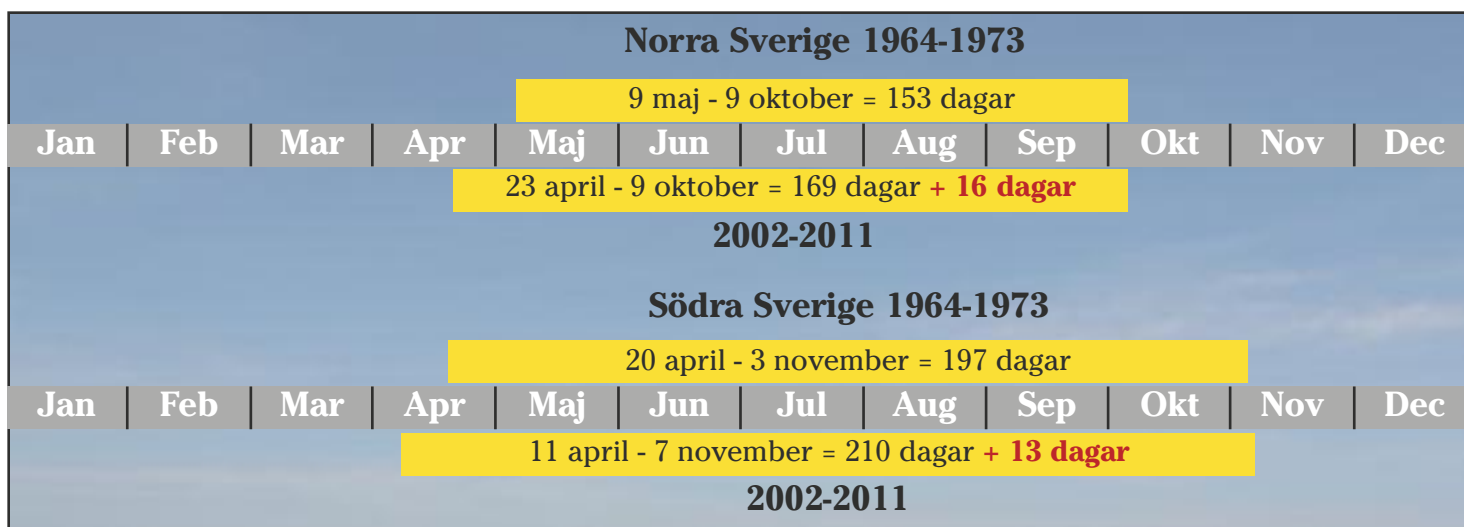 Norra Sverige 1964-1973
9 maj - 9 oktober = 153 dagar
Jan Feb Mar Apr Maj Jun Jul Aug Sep Okt Nov Dec
23 april - 9 oktober = 169 dagar + 16 dagar
2002-2011
Södra Sverige 1964-1973
20 april - 3 november = 197 dagar
Jan Feb Mar Apr Maj Jun Jul Aug Sep Okt Nov Dec
11 april - 7 november = 210 dagar + 13 dagar
2002-2011